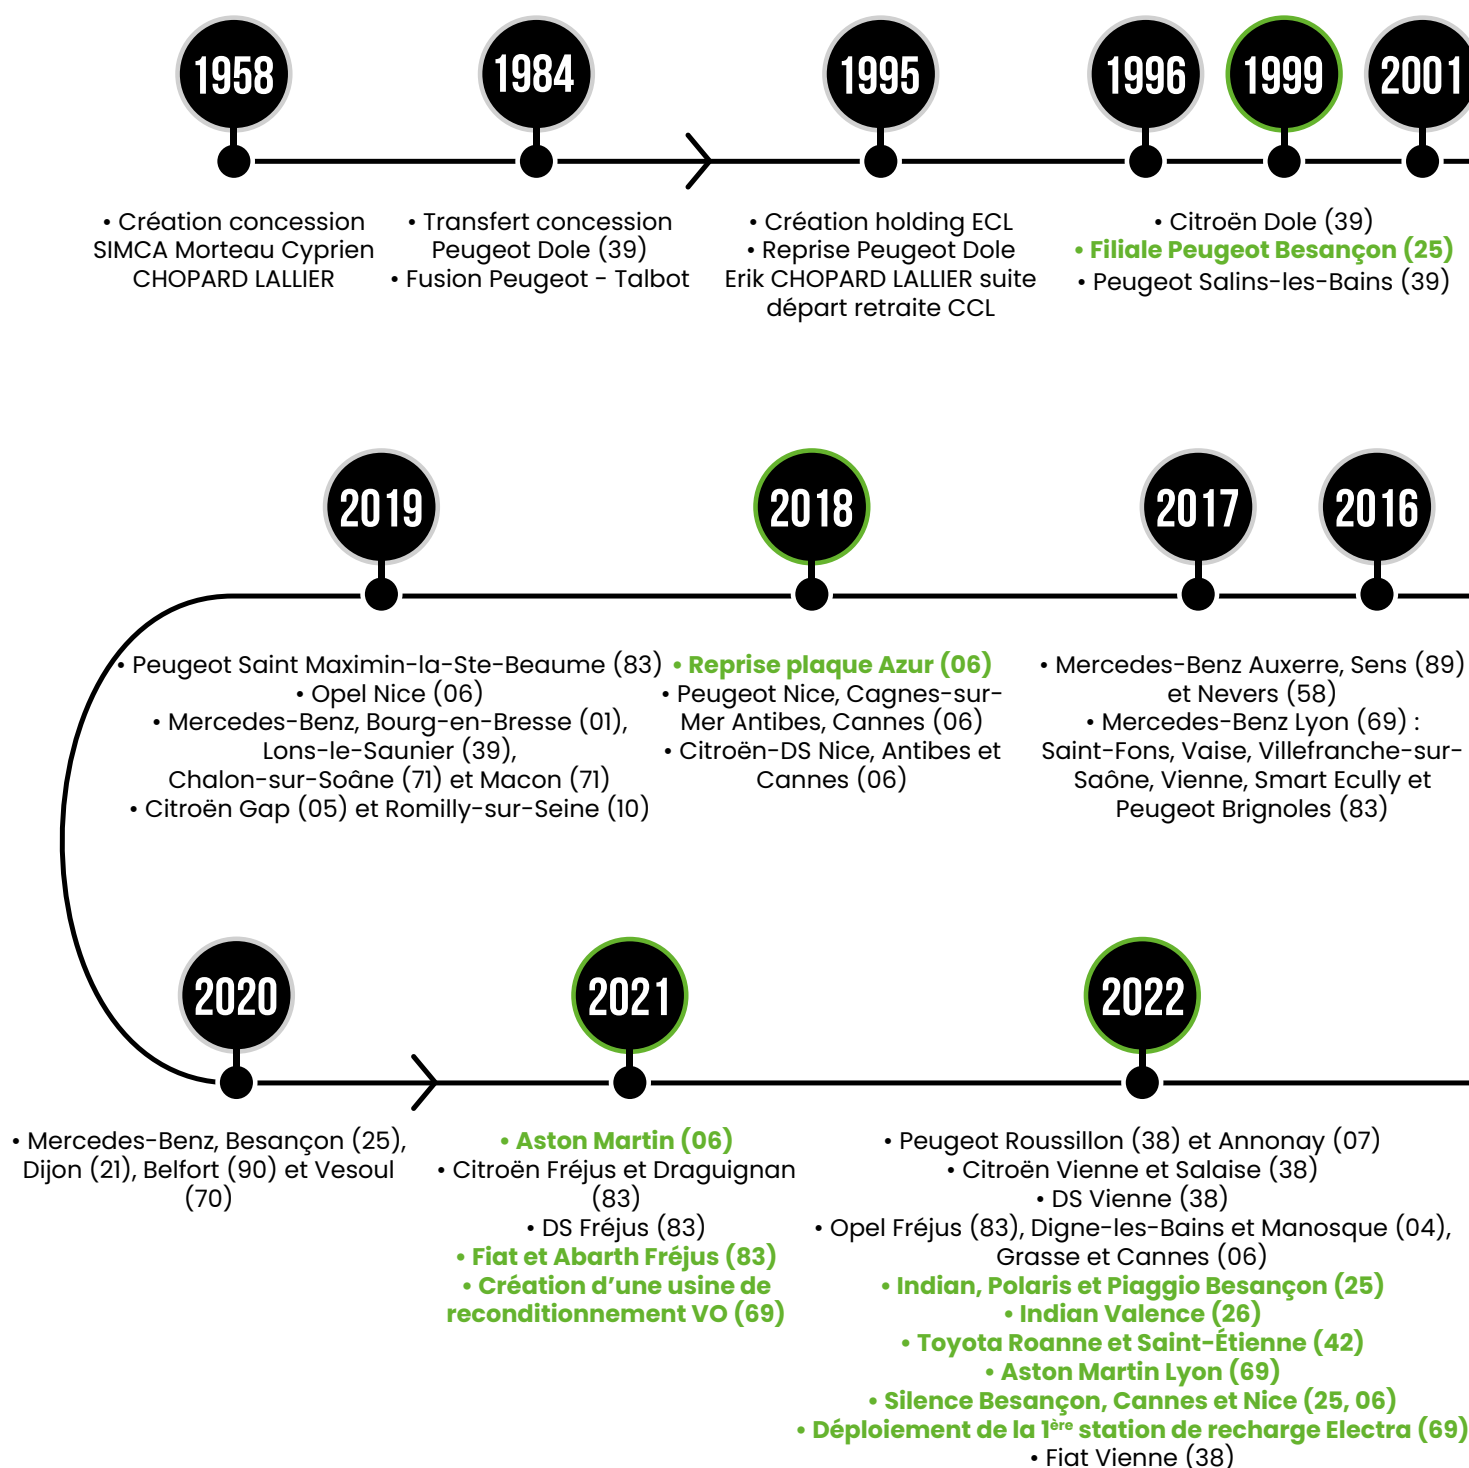 1958
1984
1995
1996
1999
2001
• Création concession
SIMCA Morteau Cyprien
CHOPARD LALLIER
• Transfert concession
Peugeot Dole (39)
• Fusion Peugeot - Talbot
• Création holding ECL
• Reprise Peugeot Dole
Erik CHOPARD LALLIER suite
départ retraite CCL
• Citroën Dole (39)
• Filiale Peugeot Besançon (25)
• Peugeot Salins-les-Bains (39)
2019
2018
2017
2016
• Peugeot Saint Maximin-la-Ste-Beaume (83)
• Opel Nice (06)
• Mercedes-Benz, Bourg-en-Bresse (01),
Lons-le-Saunier (39),
Chalon-sur-Soâne (71) et Macon (71)
• Citroën Gap (05) et Romilly-sur-Seine (10)
• Reprise plaque Azur (06)
• Peugeot Nice, Cagnes-sur-
Mer Antibes, Cannes (06)
• Citroën-DS Nice, Antibes et
Cannes (06)
• Mercedes-Benz Auxerre, Sens (89)
et Nevers (58)
• Mercedes-Benz Lyon (69) :
Saint-Fons, Vaise, Villefranche-sur-
Saône, Vienne, Smart Ecully et
Peugeot Brignoles (83)
2020
2021
2022
• Mercedes-Benz, Besançon (25),
Dijon (21), Belfort (90) et Vesoul
(70)
• Aston Martin (06)
• Citroën Fréjus et Draguignan
(83)
• DS Fréjus (83)
• Fiat et Abarth Fréjus (83)
• Création d’une usine de
reconditionnement VO (69)
• Peugeot Roussillon (38) et Annonay (07)
• Citroën Vienne et Salaise (38)
• DS Vienne (38)
• Opel Fréjus (83), Digne-les-Bains et Manosque (04),
Grasse et Cannes (06)
• Indian, Polaris et Piaggio Besançon (25)
• Indian Valence (26)
• Toyota Roanne et Saint-Étienne (42)
• Aston Martin Lyon (69)
• Silence Besançon, Cannes et Nice (25, 06)
• Déploiement de la 1ère station de recharge Electra (69)
• Fiat Vienne (38)